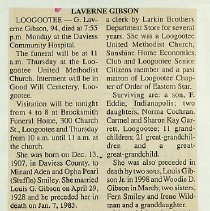 LAVERNE GIBSON
LOOGOOTEE — G. Laverne
Gibson, 94, died at 7:55
p.m. Monday at the Daviess
Community Hospital.
The funeral will be at 11
a.m. Thursday at the Loogootee
United Methodist
Church. Interment will be in
Good Will Cemetery, Loogootee.
Visitation will be tonight
from 4 to 8 at Brocksmith
Funeral Home, 300 Church
St., Loogootee, and Thursday
from 10 a.m. until 11 a.m. at
the church.
She was born on Dec. 15,
1907, in Daviess County, to
Minard Aden and Opha Pearl
(Shuffle) Smiley. She married
Louis G. Gibson on April 29,
1928 and he preceded her in
death on Jan. 7, 1983.
a clerk by Larkin Brothers
Department Store for several
years. She was a Loogootee
United Methodist Church,
Sunshine Home Economics
Club and Loogootee Senior
Citizens member and a past
matron of Loogootee Chapter
of Order of Eastern Star.
Surviving are: a son,
Eddie, Indianapolis; two
daughters, Norma Cochran,
Carmel and Sharon Kay Garrett,
Loogootee; 11 grandchildren;
21 great-grandchildren
and a great-great-grandchild.
She was also preceded in
death by two sons, Louis Gibson
Jr. in 1998 and Woodie D.
Gibson in March; two sisters,
Fern Smiley and Irene Wildman
and a granddaughter.